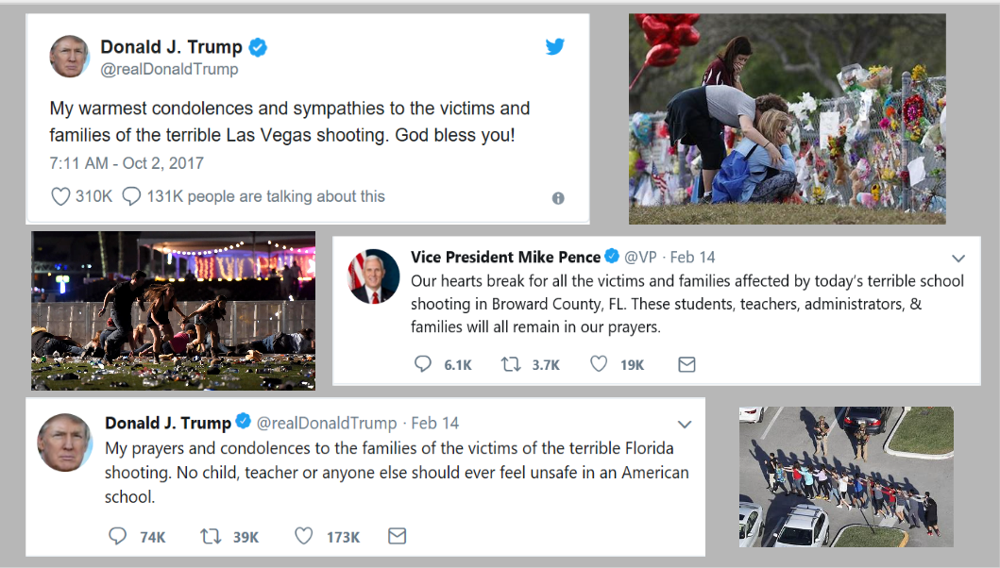 Donald J. Trump
@realDonaldTrump
My warmest condolences and sympathies to the victims and
families of the terrible Las Vegas shooting. God bless you!
7:11 AM - Oct 2, 2017
310K 131K people are talking about this
Vice President Mike Pence @VP · Feb 14
Our hearts break for all the victims and families affected by today's terrible school
shooting in Broward County, FL. These students, teachers, administrators, &
families will all remain in our prayers.
6.1K 3.7K 19K
Donald J. Trump @realDonaldTrump · Feb 14
My prayers and condolences to the families of the victims of the terrible Florida
shooting. No child, teacher or anyone else should ever feel unsafe in an American
school.
74K 39K 173K